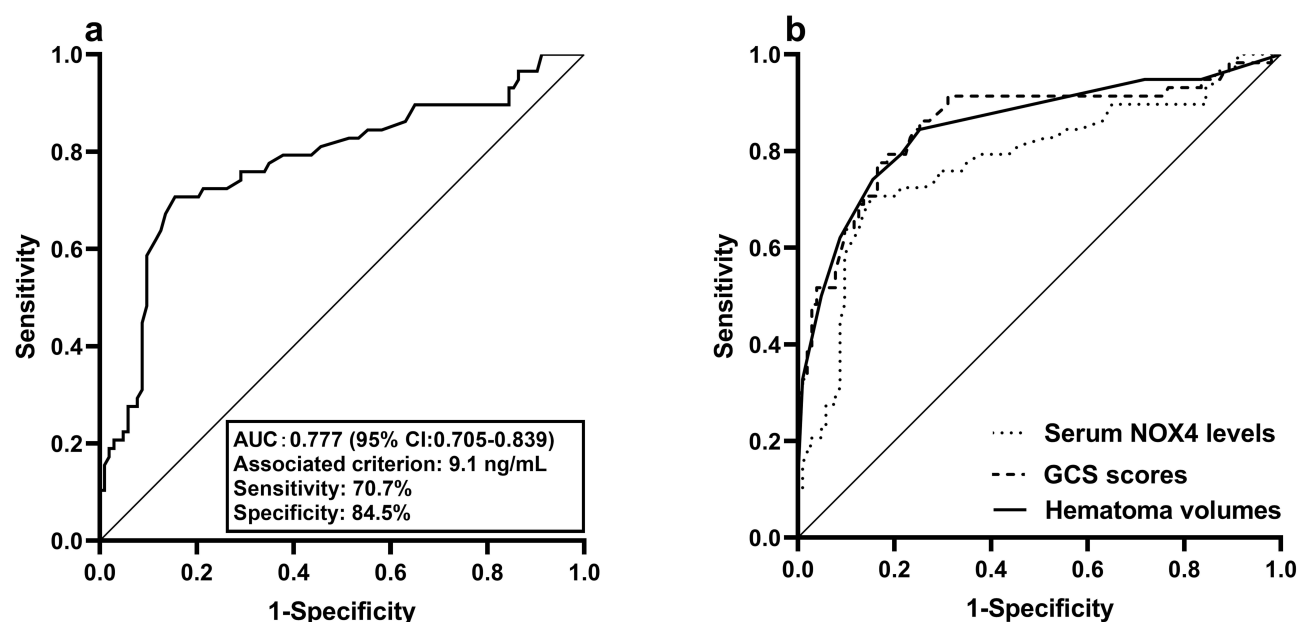 a
1.0
0.8
0.6
0.4
0.2
0.0
Sensitivity
AUC:0.777 (95% CI:0.705-0.839)
Associated criterion: 9.1 ng/mL
Sensitivity: 70.7%
Specificity: 84.5%
0.0 0.2 0.4 0.6 0.8 1.0
1-Specificity
b
1.0
0.8
0.6
0.4
0.2
0.0
Sensitivity
Serum NOX4 levels
GCS scores
Hematoma volumes
0.0 0.2 0.4 0.6 0.8 1.0
1-Specificity